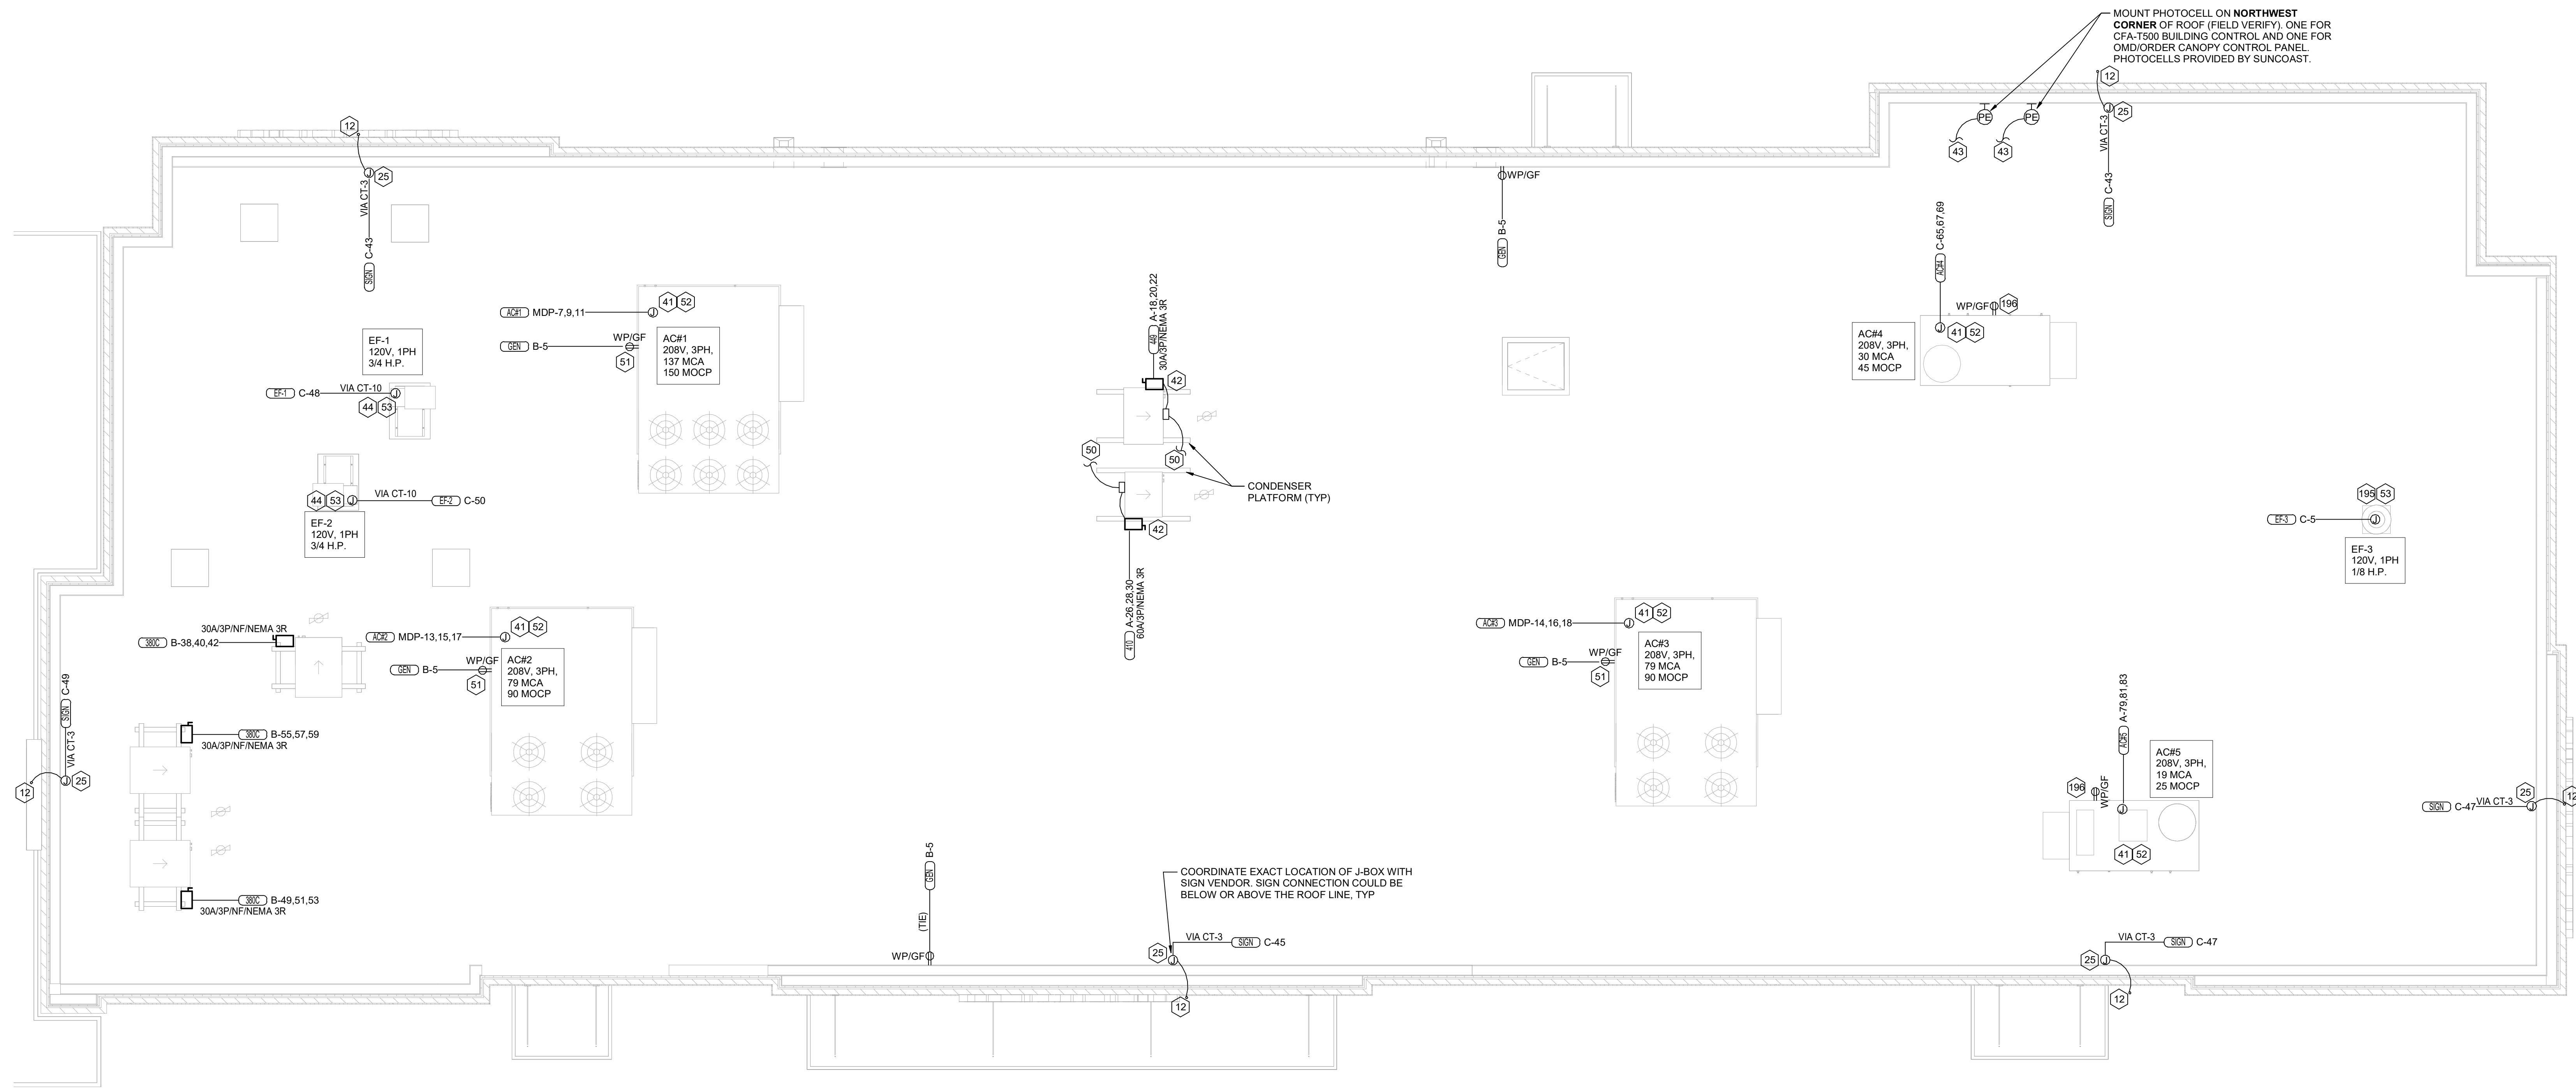 MOUNT PHOTOCELL ON NORTHWEST
CORNER OF ROOF (FIELD VERIFY). ONE FOR
CFA-T500 BUILDING CONTROL AND ONE FOR
OMD/ORDER CANOPY CONTROL PANEL.
PHOTOCELLS PROVIDED BY SUNCOAST.
12
25
PE
PE
43
43
VIA CT-3
C-43
SIGN
12
J
25
VIA CT-3
C-43
SIGN
J
WP/GF
B-5
GEN
AC#1 MDP-7,9,11
J
41 52
GEN B-5
WP/GF
51
AC#1
208V, 3PH,
137 MCA
150 MOCP
EF-1
120V, 1PH
3/4 H.P.
EF-1 C-48
VIA CT-10
J
44 53
44 53
J
VIA CT-10
EF-2 C-50
EF-2
120V, 1PH
3/4 H.P.
449 A-18,20,22
30A/3P/NEMA 3R
42
50
50
42
CONDENSER
PLATFORM (TYP)
410 A-26,28,30
60A/3P/NEMA 3R
AC#4 C-65,67,69
WP/GF
196
J
41 52
AC#4
208V, 3PH,
30 MCA
45 MOCP
195 53
EF-3 C-5
J
EF-3
120V, 1PH
1/8 H.P.
30A/3P/NF/NEMA 3R
380C B-38,40,42
AC#2 MDP-13,15,17
J
41 52
GEN B-5
WP/GF
51
AC#2
208V, 3PH,
79 MCA
90 MOCP
AC#3 MDP-14,16,18
J
41 52
GEN B-5
WP/GF
51
AC#3
208V, 3PH,
79 MCA
90 MOCP
SIGN C-49
VIA CT-3
J
25
12
380C B-55,57,59
30A/3P/NF/NEMA 3R
380C B-49,51,53
30A/3P/NF/NEMA 3R
AC#5 A-79,81,83
AC#5
208V, 3PH,
19 MCA
25 MOCP
196
WP/GF
J
41 52
SIGN C-47
VIA CT-3
25
J
12
GEN B-5
(TIE)
WP/GF
COORDINATE EXACT LOCATION OF J-BOX WITH
SIGN VENDOR. SIGN CONNECTION COULD BE
BELOW OR ABOVE THE ROOF LINE, TYP
VIA CT-3
SIGN C-45
25
J
12
VIA CT-3
SIGN C-47
25
J
12